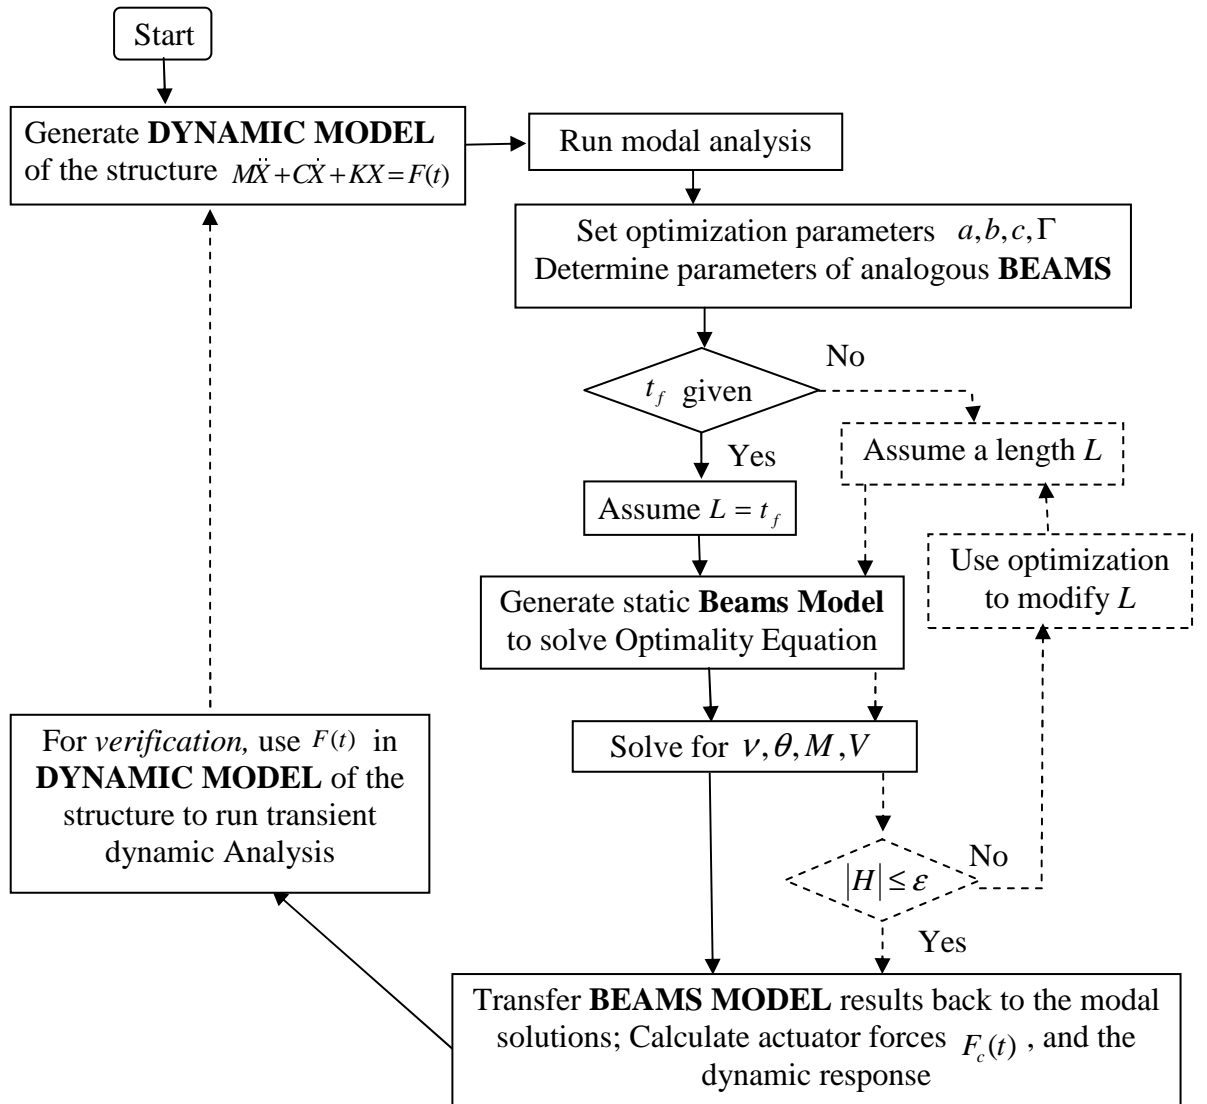 Start
Generate DYNAMIC MODEL
of the structure MẌ+CẊ+KX=F(t)
Run modal analysis
Set optimization parameters a,b,c,Γ
Determine parameters of analogous BEAMS
No
t_f given
Yes
Assume a length L
Assume L = t_f
Use optimization
to modify L
Generate static Beams Model
to solve Optimality Equation
Solve for ν,θ,M,V
For verification, use F(t) in
DYNAMIC MODEL of the
structure to run transient
dynamic Analysis
No
|H| ≤ ε
Yes
Transfer BEAMS MODEL results back to the modal
solutions; Calculate actuator forces F_c(t) , and the
dynamic response